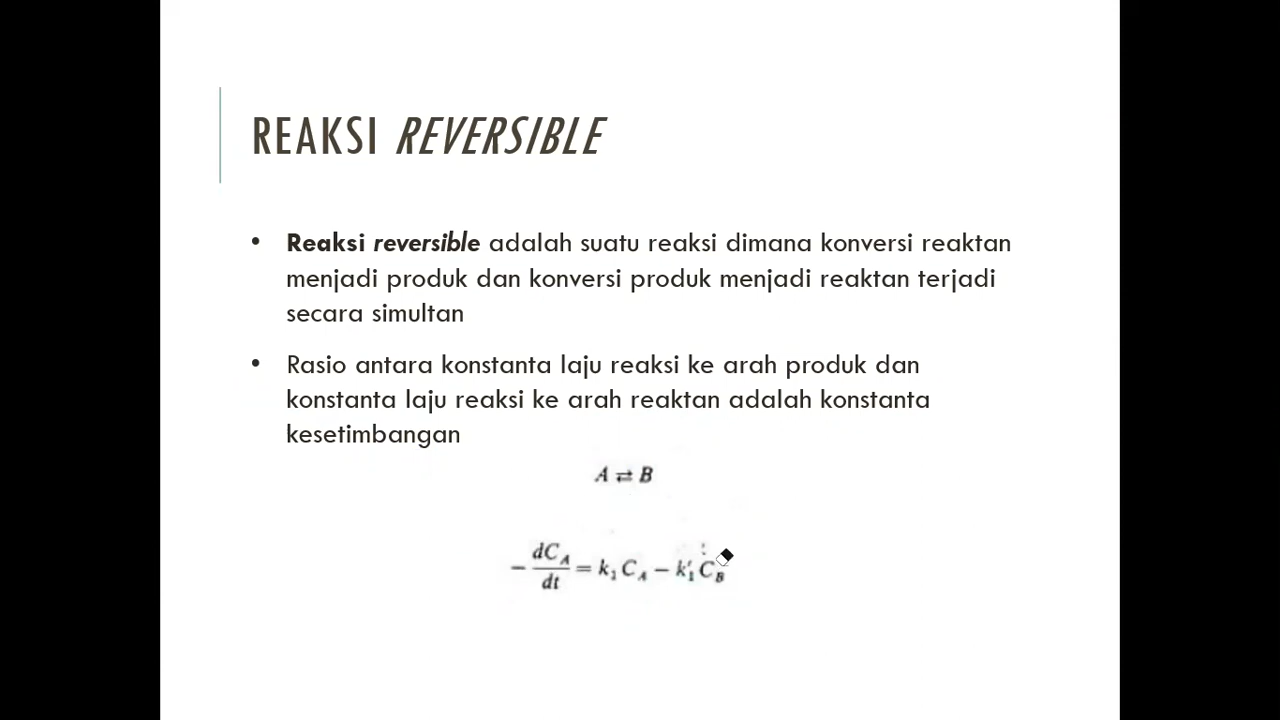 REAKSI REVERSIBLE
• Reaksi reversible adalah suatu reaksi dimana konversi reaktan
menjadi produk dan konversi produk menjadi reaktan terjadi
secara simultan
• Rasio antara konstanta laju reaksi ke arah produk dan
konstanta laju reaksi ke arah reaktan adalah konstanta
kesetimbangan
A ⇄ B
− dC_A/dt = k₁ C_A − k′₁ C_B